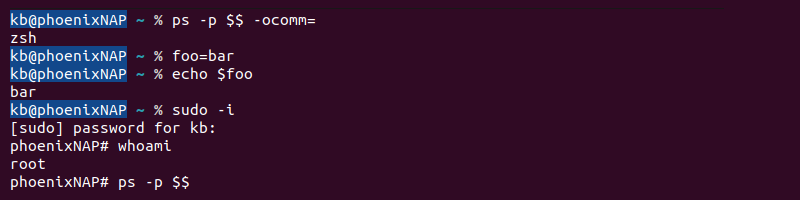 kb@phoenixNAP ~ % ps -p $$ -ocomm=
zsh
kb@phoenixNAP ~ % foo=bar
kb@phoenixNAP ~ % echo $foo
bar
kb@phoenixNAP ~ % sudo -i
[sudo] password for kb:
phoenixNAP# whoami
root
phoenixNAP# ps -p $$